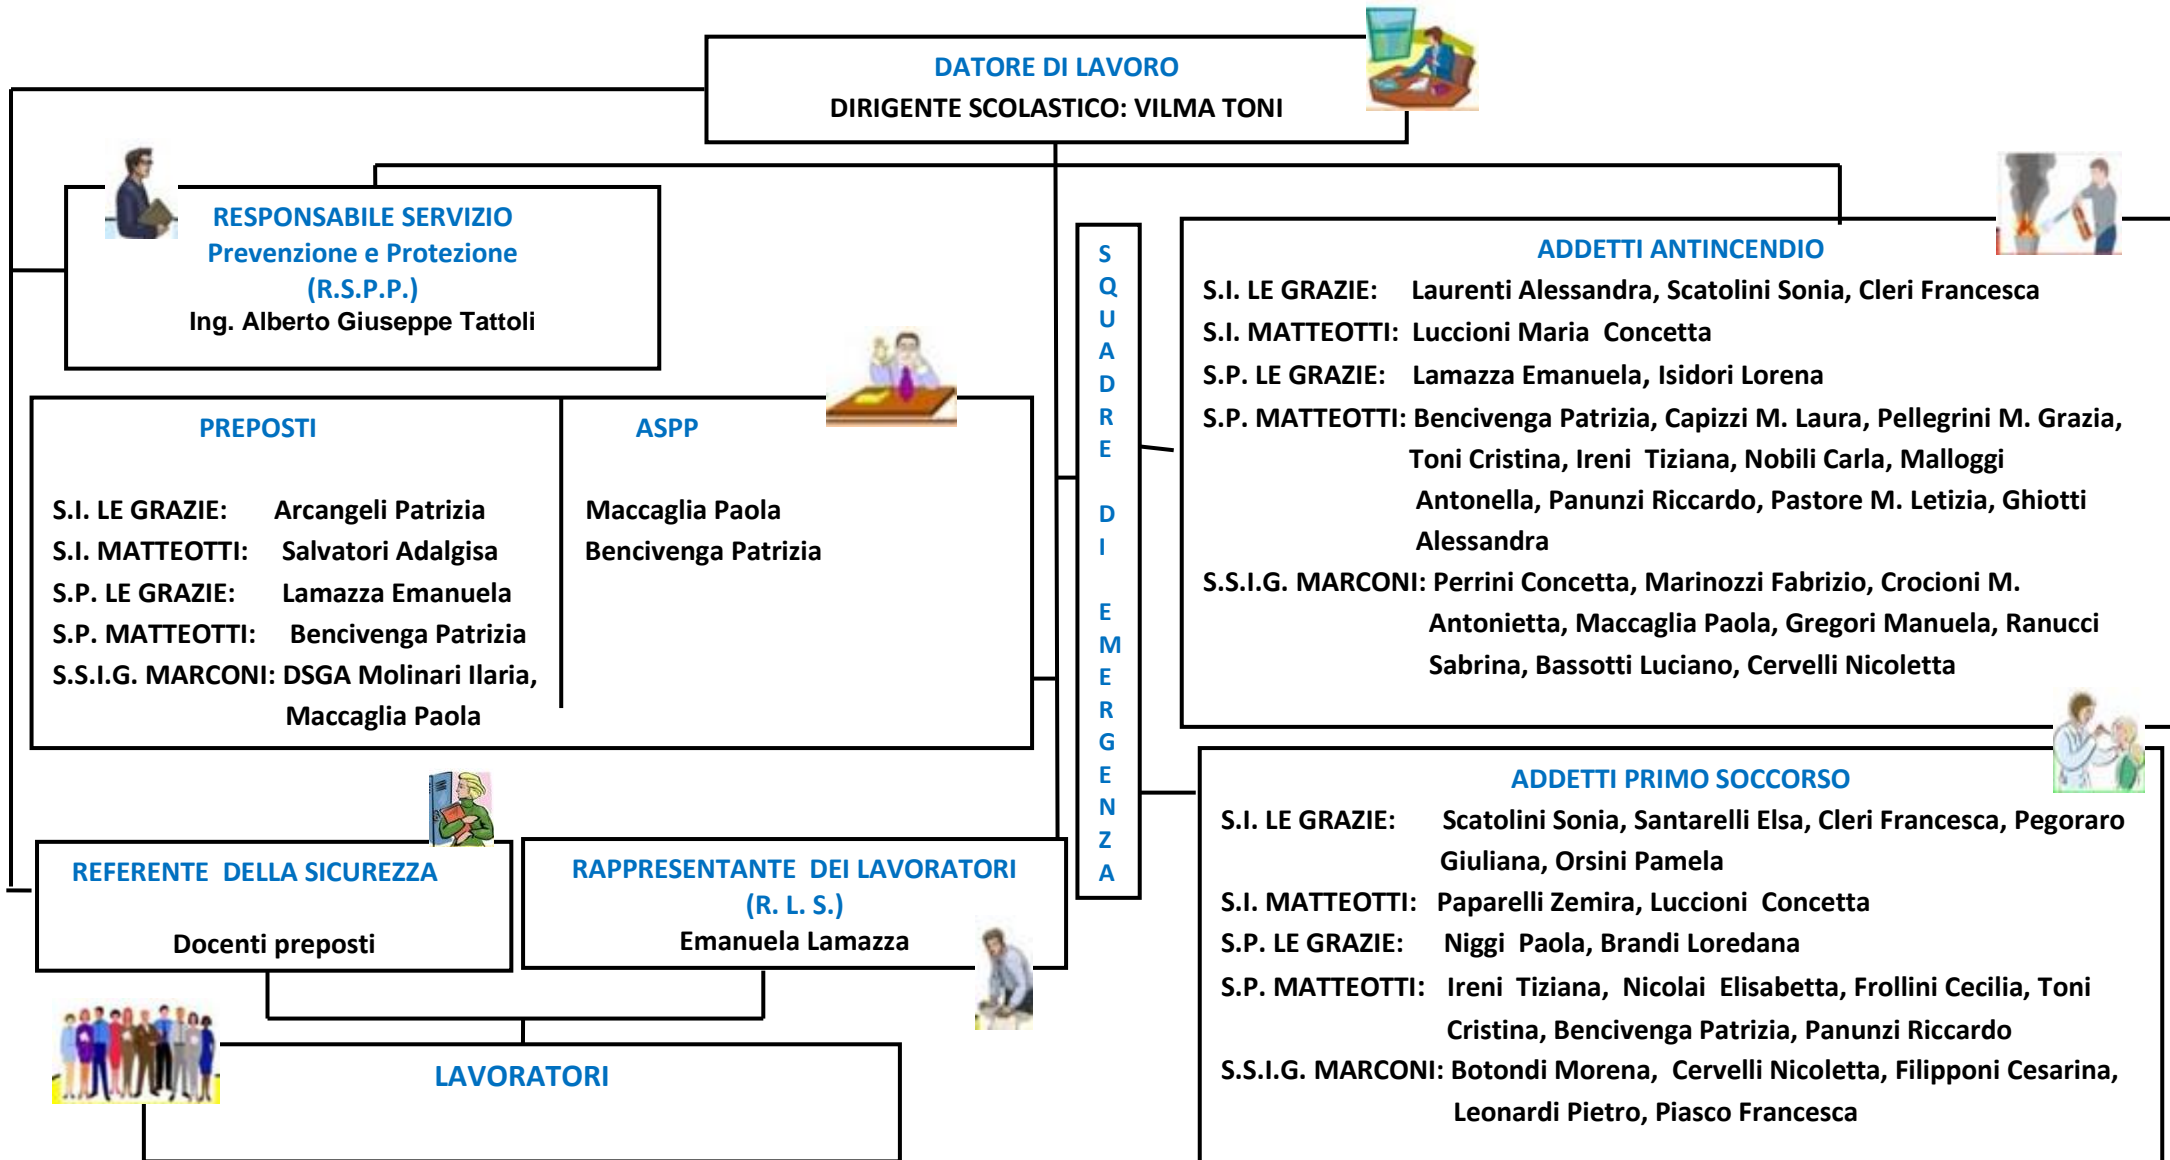 DATORE DI LAVORO
DIRIGENTE SCOLASTICO: VILMA TONI
RESPONSABILE SERVIZIO
Prevenzione e Protezione
(R.S.P.P.)
Ing. Alberto Giuseppe Tattoli
PREPOSTI
S.I. LE GRAZIE: Arcangeli Patrizia
S.I. MATTEOTTI: Salvatori Adalgisa
S.P. LE GRAZIE: Lamazza Emanuela
S.P. MATTEOTTI: Bencivenga Patrizia
S.S.I.G. MARCONI: DSGA Molinari Ilaria,
Maccaglia Paola
ASPP
Maccaglia Paola
Bencivenga Patrizia
REFERENTE DELLA SICUREZZA
Docenti preposti
RAPPRESENTANTE DEI LAVORATORI
(R. L. S.)
Emanuela Lamazza
LAVORATORI
SQUADRE DI EMERGENZA
ADDETTI ANTINCENDIO
S.I. LE GRAZIE: Laurenti Alessandra, Scatolini Sonia, Cleri Francesca
S.I. MATTEOTTI: Luccioni Maria Concetta
S.P. LE GRAZIE: Lamazza Emanuela, Isidori Lorena
S.P. MATTEOTTI: Bencivenga Patrizia, Capizzi M. Laura, Pellegrini M. Grazia,
Toni Cristina, Ireni Tiziana, Nobili Carla, Malloggi
Antonella, Panunzi Riccardo, Pastore M. Letizia, Ghiotti
Alessandra
S.S.I.G. MARCONI: Perrini Concetta, Marinozzi Fabrizio, Crocioni M.
Antonietta, Maccaglia Paola, Gregori Manuela, Ranucci
Sabrina, Bassotti Luciano, Cervelli Nicoletta
ADDETTI PRIMO SOCCORSO
S.I. LE GRAZIE: Scatolini Sonia, Santarelli Elsa, Cleri Francesca, Pegoraro
Giuliana, Orsini Pamela
S.I. MATTEOTTI: Paparelli Zemira, Luccioni Concetta
S.P. LE GRAZIE: Niggi Paola, Brandi Loredana
S.P. MATTEOTTI: Ireni Tiziana, Nicolai Elisabetta, Frollini Cecilia, Toni
Cristina, Bencivenga Patrizia, Panunzi Riccardo
S.S.I.G. MARCONI: Botondi Morena, Cervelli Nicoletta, Filipponi Cesarina,
Leonardi Pietro, Piasco Francesca